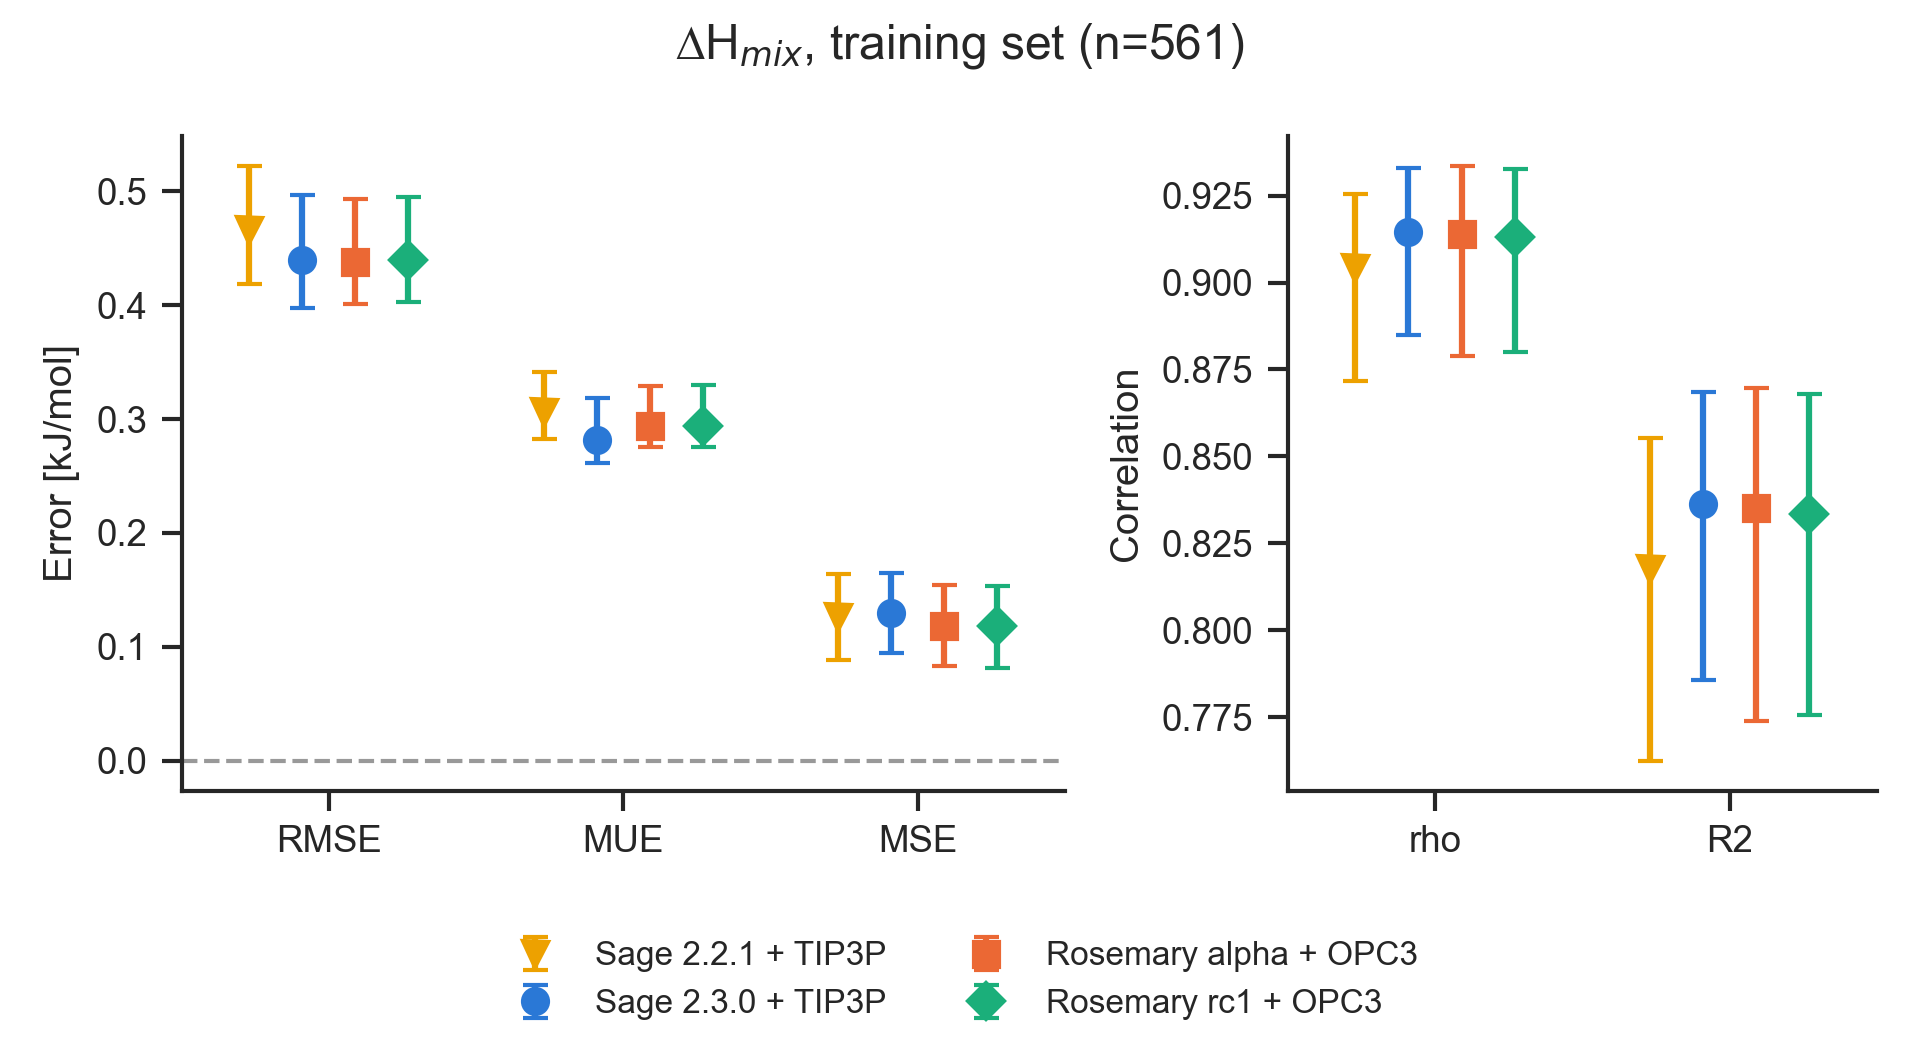 ΔHmix, training set (n=561)
Error [kJ/mol]
0.5
0.4
0.3
0.2
0.1
0.0
RMSE MUE MSE
Correlation
0.925
0.900
0.875
0.850
0.825
0.800
0.775
rho R2
Sage 2.2.1 + TIP3P
Sage 2.3.0 + TIP3P
Rosemary alpha + OPC3
Rosemary rc1 + OPC3